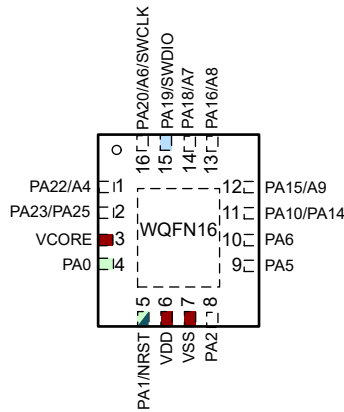 PA20/A6/SWCLK
PA19/SWDIO
PA18/A7
PA16/A8
16
15
14
13
PA22/A4 1
PA23/PA25 2
VCORE 3
PA0 4
WQFN16
12 PA15/A9
11 PA10/PA14
10 PA6
9 PA5
5
6
7
8
PA1/NRST
VDD
VSS
PA2